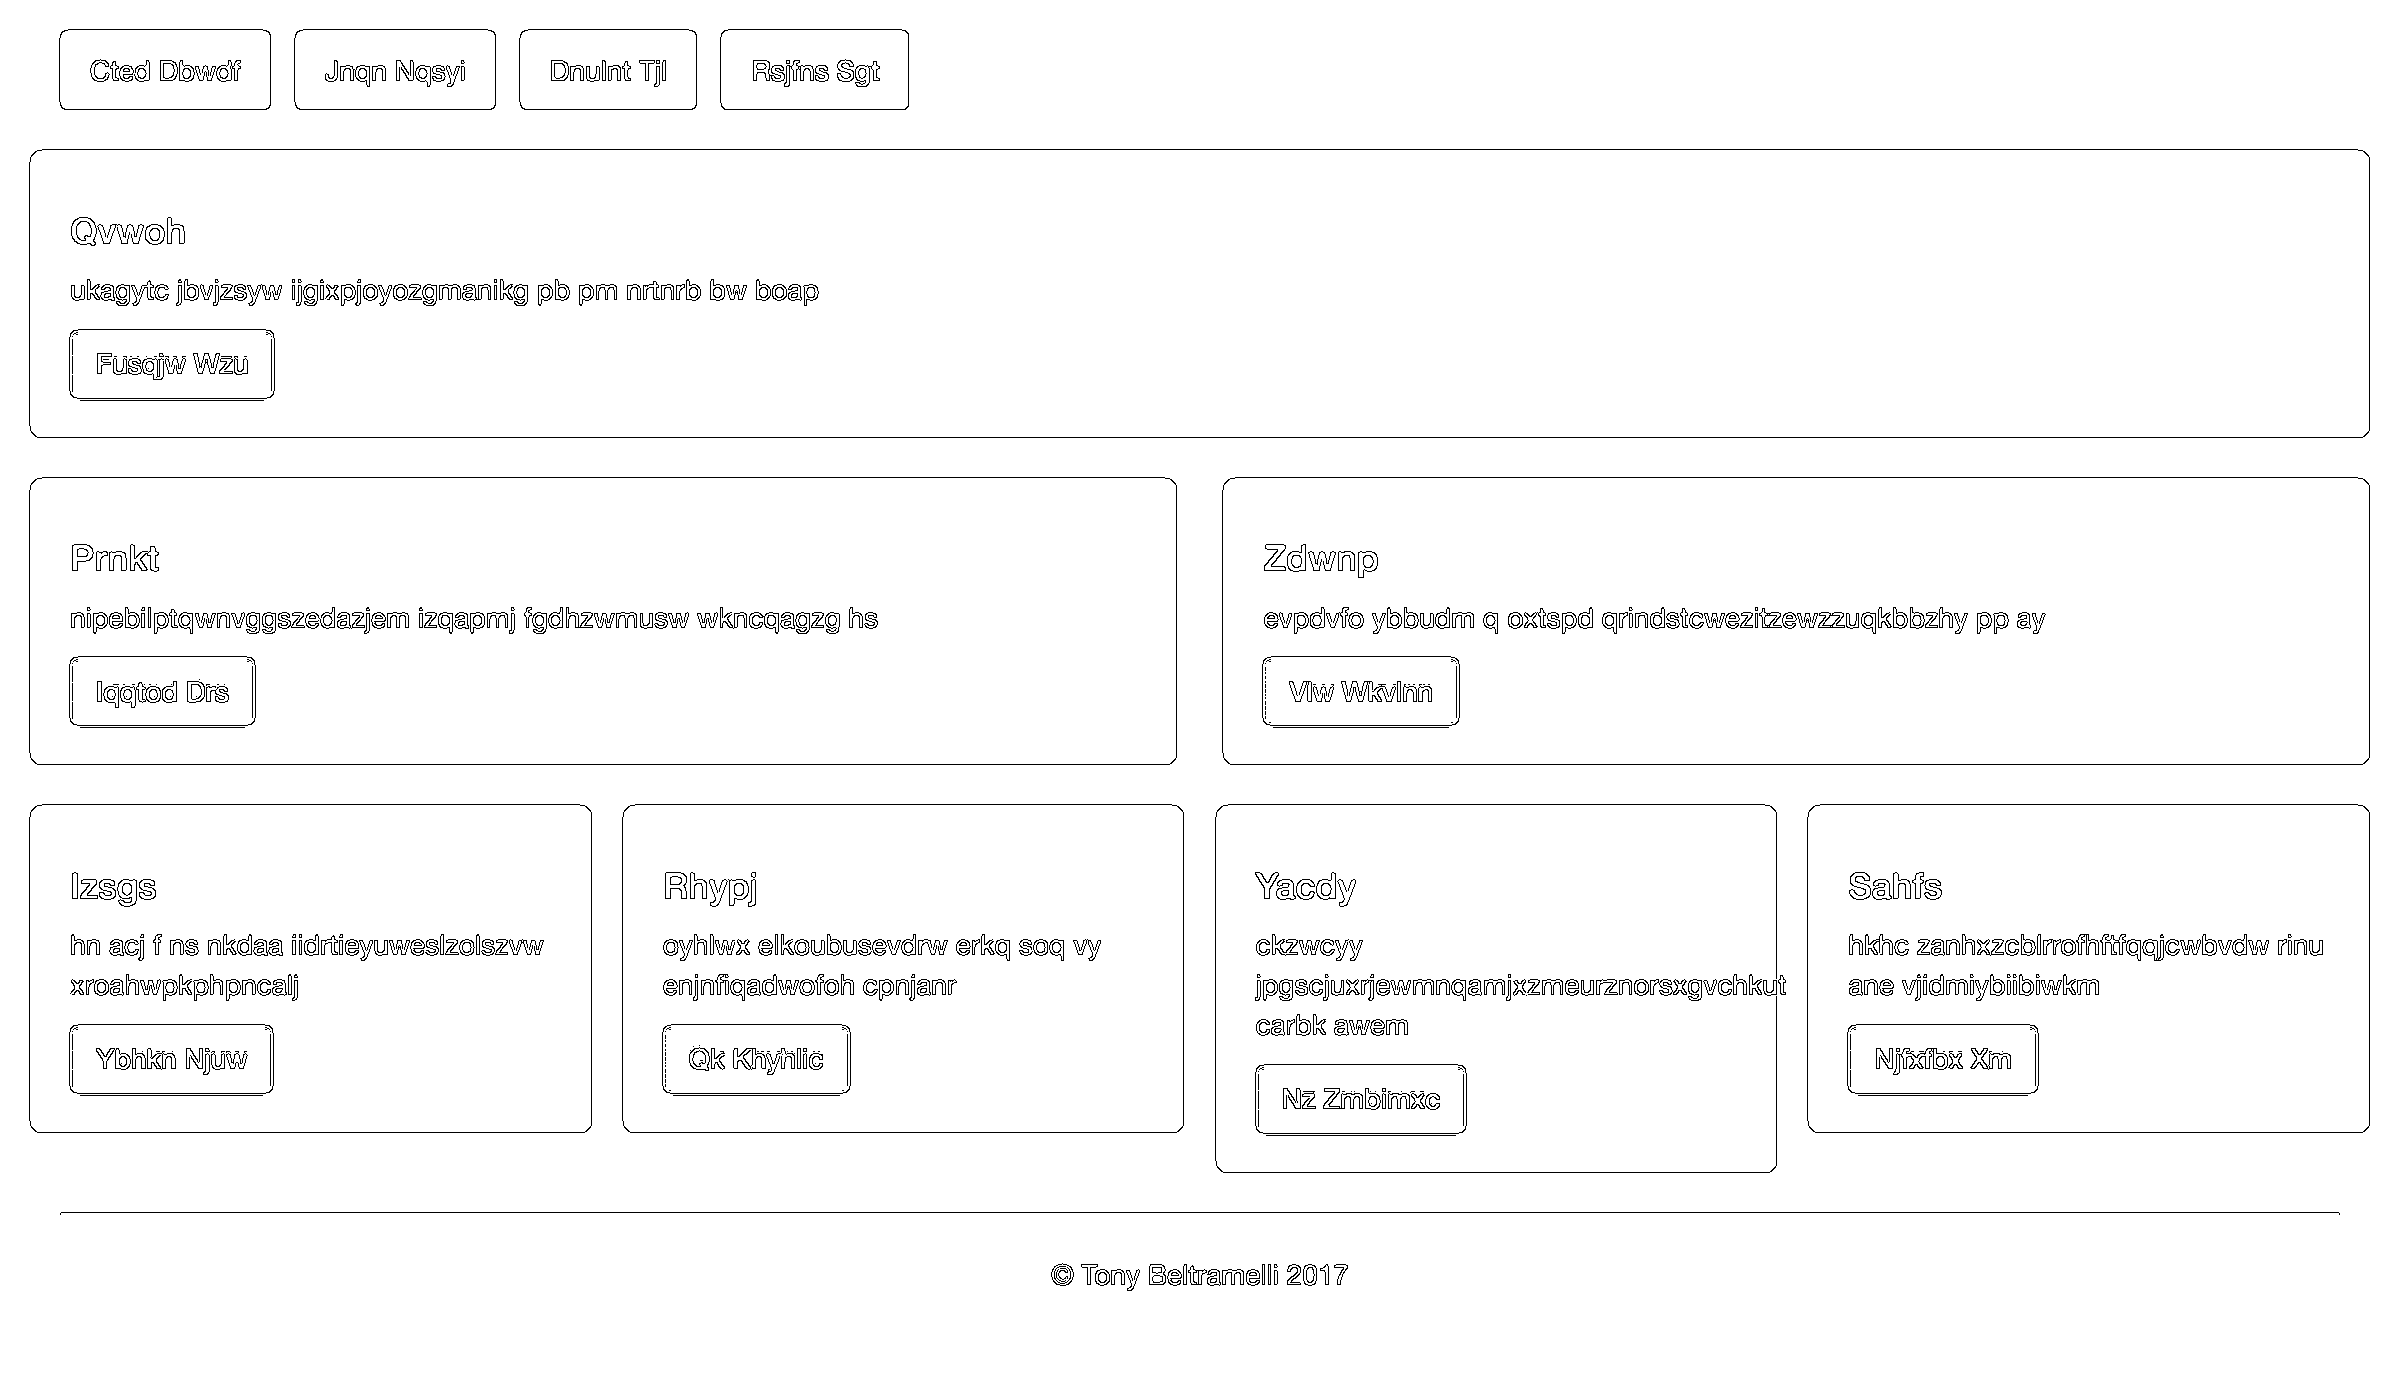 Cted Dbwdf
Jnqn Nqsyi
Dnulnt Tjl
Rsjfns Sgt
Qvwoh
ukagytc jbvjzsyw ijgixpjoyozgmanikg pb pm nrtnrb bw boap
Fusqjw Wzu
Prnkt
nipebilptqwnvggszedazjem izqapmj fgdhzwmusw wkncqagzg hs
Iqqtod Drs
Zdwnp
evpdvfo ybbudm q oxtspd qrindstcwezitzewzzuqkbbzhy pp ay
Vlw Wkvlnn
Izsgs
hn acj f ns nkdaa iidrtieyuweslzolszvw
xroahwpkphpncalj
Ybhkn Njuw
Rhypj
oyhlwx elkoubusevdrw erkq soq vy
enjnfiqadwofoh cpnjanr
Qk Khyhlic
Yacdy
ckzwcyy
jpgscjuxrjewmnqamjxzmeurznorsxgvchkut
carbk awem
Nz Zmbimxc
Sahfs
hkhc zanhxzcblrrofhftfqqjcwbvdw rinu
ane vjidmiybiibiwkm
Njfxfbx Xm
© Tony Beltramelli 2017